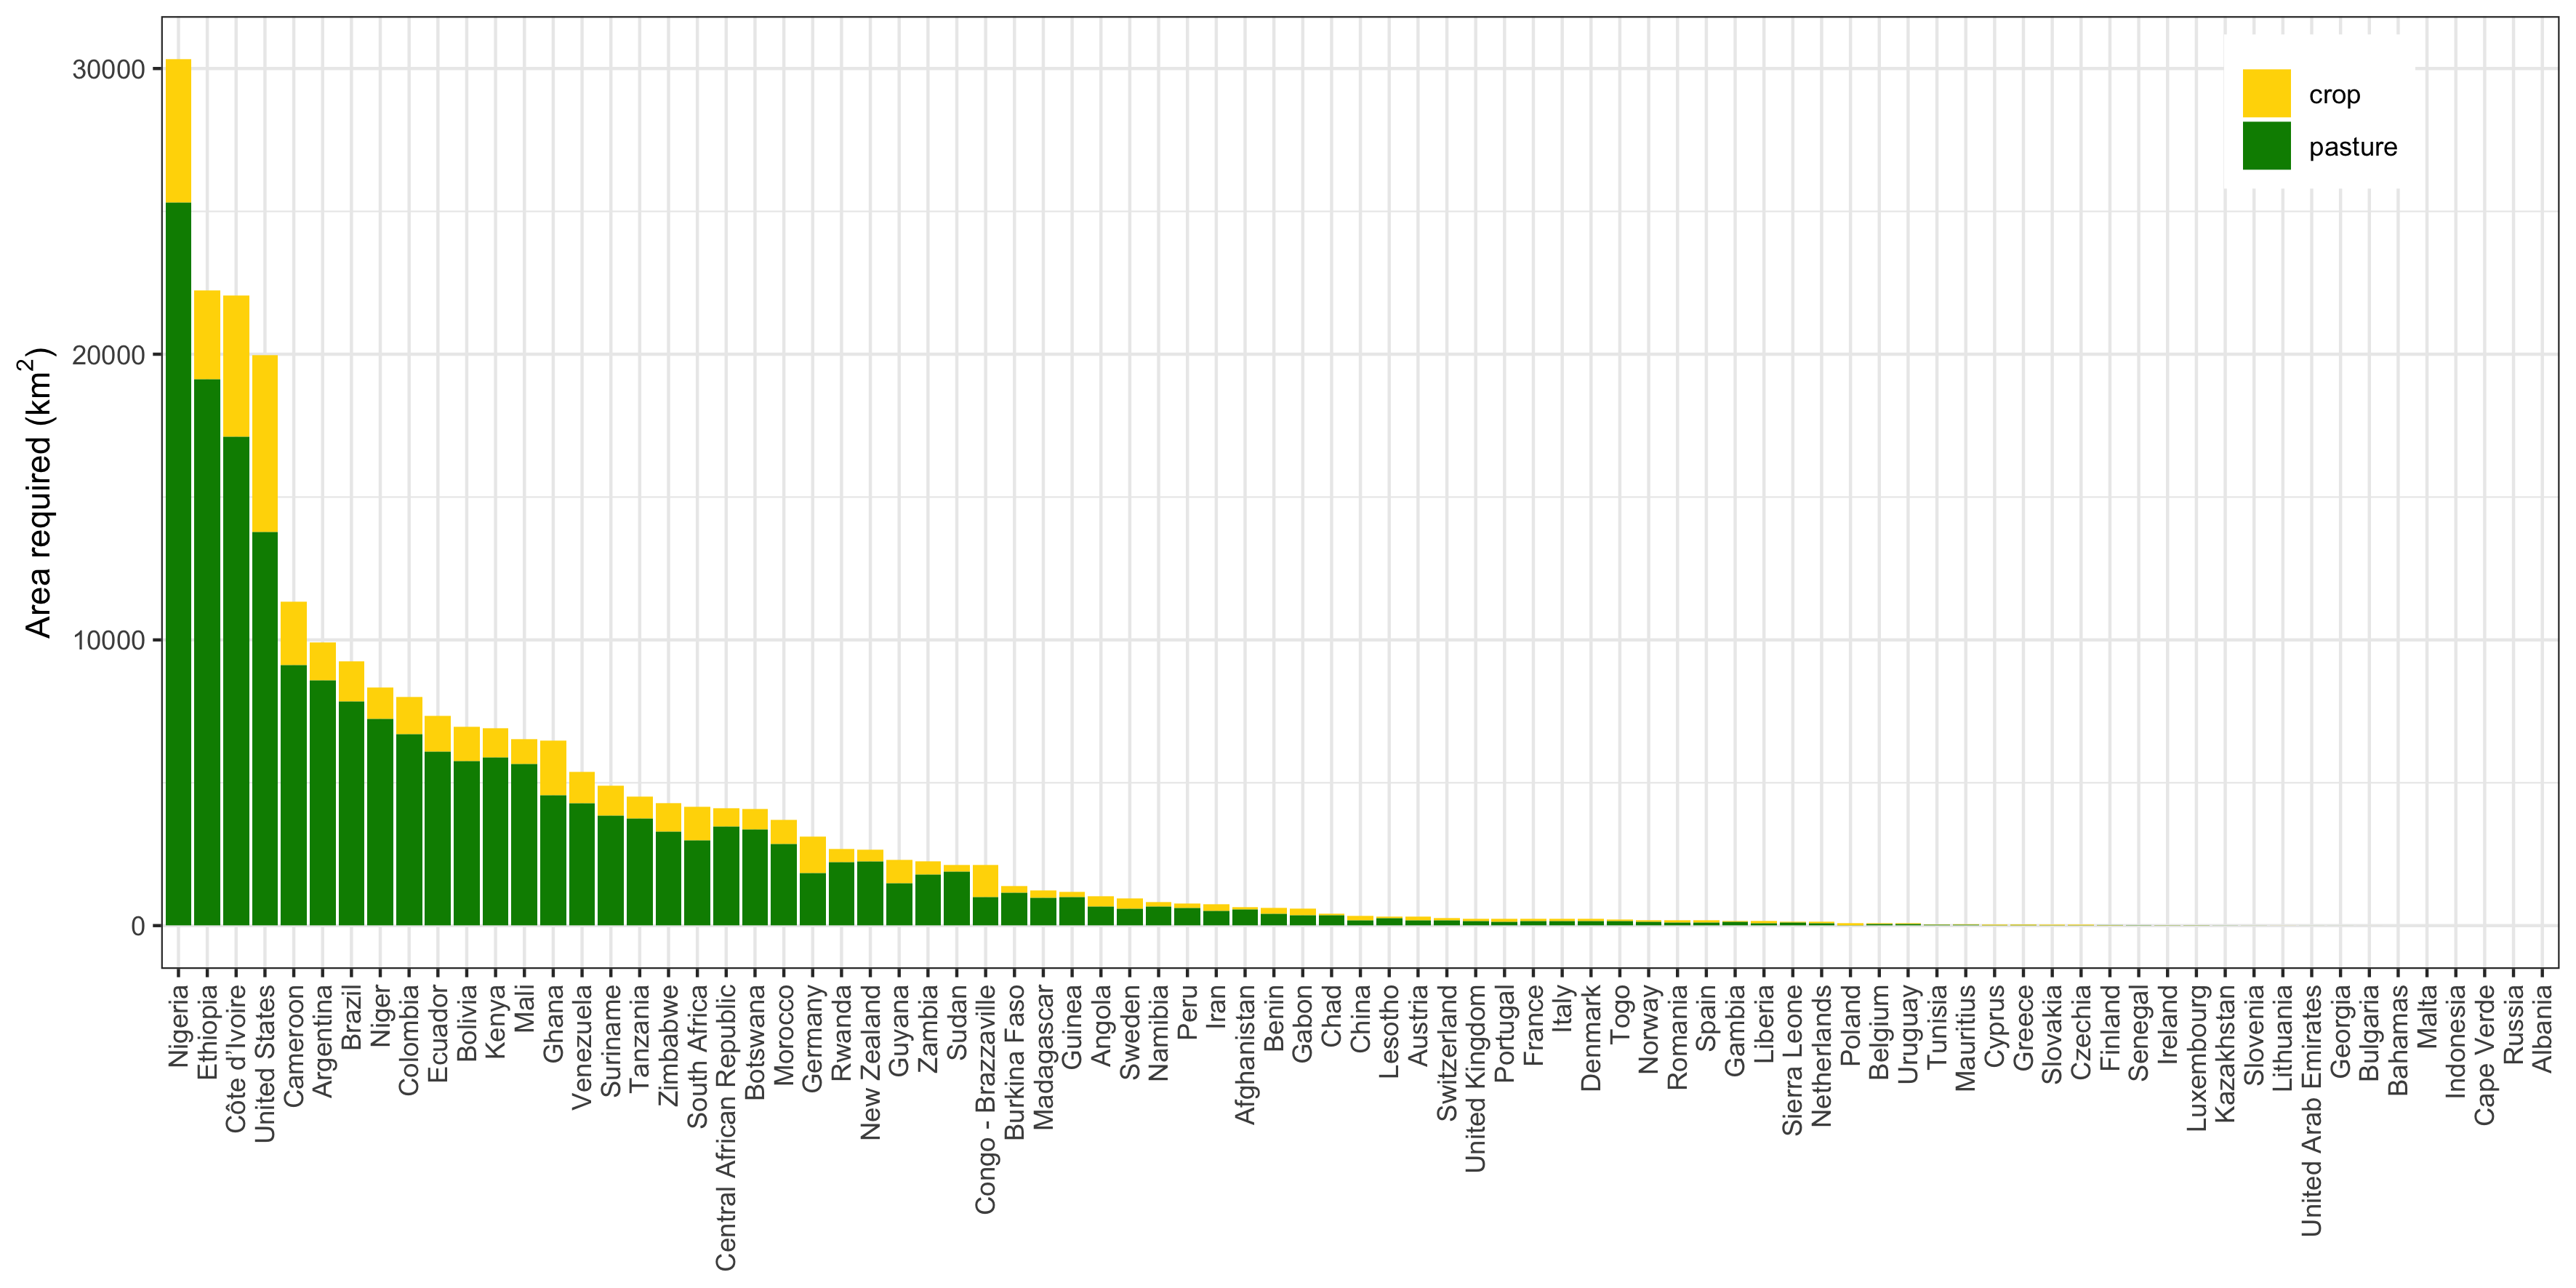 Area required (km²)
30000
20000
10000
0
crop
pasture
Nigeria
Ethiopia
Côte d’Ivoire
United States
Cameroon
Argentina
Brazil
Niger
Colombia
Ecuador
Bolivia
Kenya
Mali
Ghana
Venezuela
Suriname
Tanzania
Zimbabwe
South Africa
Central African Republic
Botswana
Morocco
Germany
Rwanda
New Zealand
Guyana
Zambia
Sudan
Congo - Brazzaville
Burkina Faso
Madagascar
Guinea
Angola
Sweden
Namibia
Peru
Iran
Afghanistan
Benin
Gabon
Chad
China
Lesotho
Austria
Switzerland
United Kingdom
Portugal
France
Italy
Denmark
Togo
Norway
Romania
Spain
Gambia
Liberia
Sierra Leone
Netherlands
Poland
Belgium
Uruguay
Tunisia
Mauritius
Cyprus
Greece
Slovakia
Czechia
Finland
Senegal
Ireland
Luxembourg
Kazakhstan
Slovenia
Lithuania
United Arab Emirates
Georgia
Bulgaria
Bahamas
Malta
Indonesia
Cape Verde
Russia
Albania